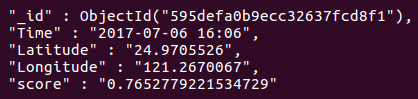 "_id" : ObjectId("595defa0b9ecc32637fcd8f1"),
"Time" : "2017-07-06 16:06",
"Latitude" : "24.9705526",
"Longitude" : "121.2670067",
"score" : "0.7652779221534729"